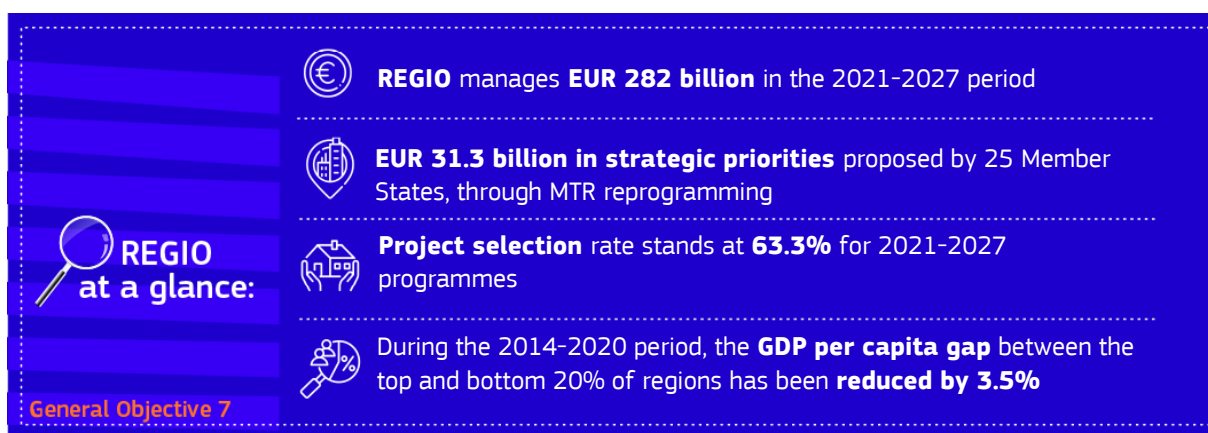 REGIO manages EUR 282 billion in the 2021-2027 period
EUR 31.3 billion in strategic priorities proposed by 25 Member
States, through MTR reprogramming
REGIO
at a glance:
Project selection rate stands at 63.3% for 2021-2027
programmes
During the 2014-2020 period, the GDP per capita gap between the
top and bottom 20% of regions has been reduced by 3.5%
General Objective 7